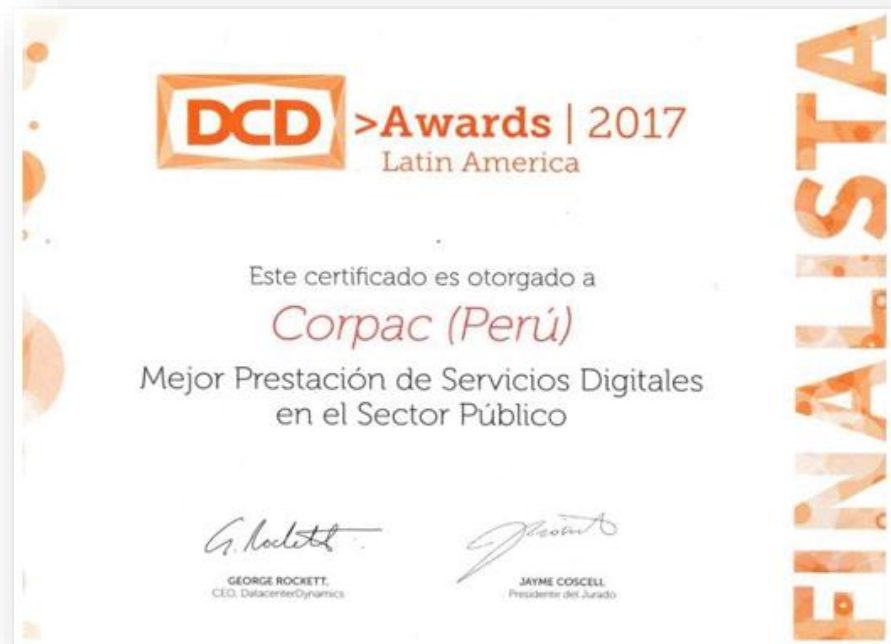 DCD >Awards | 2017
Latin America
Este certificado es otorgado a
Corpac (Perú)
Mejor Prestación de Servicios Digitales
en el Sector Público
G. Rockett
GEORGE ROCKETT,
CEO, DatacenterDynamics
JAYME COSCELL
Presidente del Jurado
FINALISTA